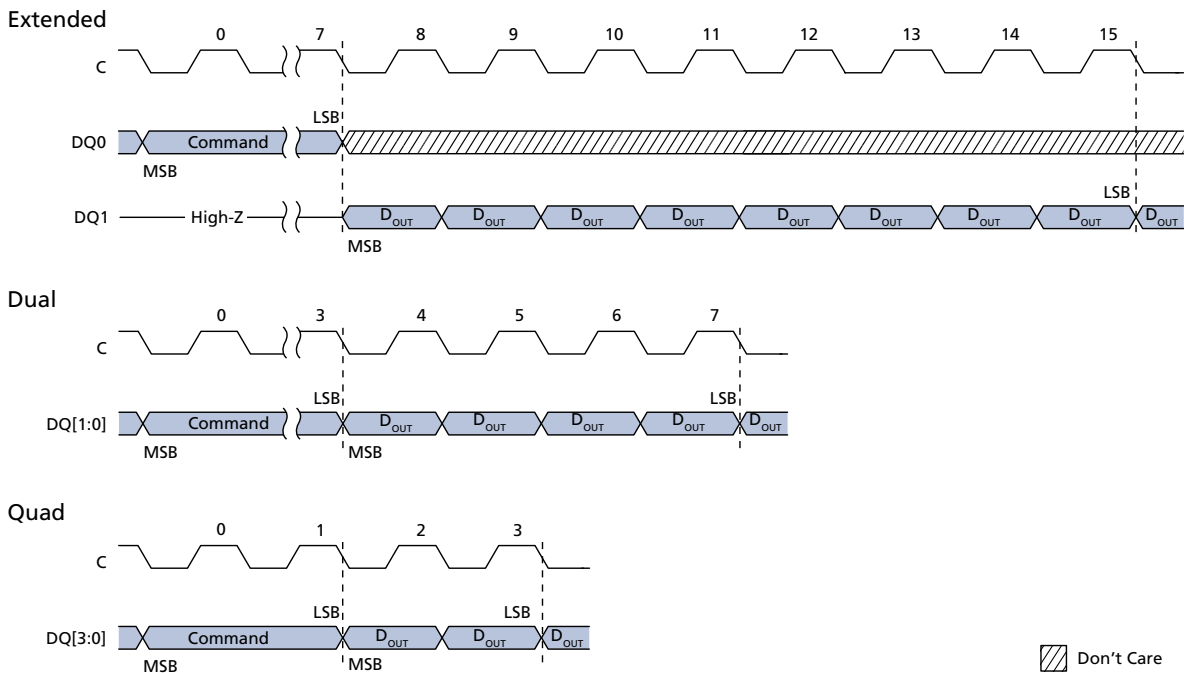 Extended
0 7 8 9 10 11 12 13 14 15
C
LSB
DQ0 Command
MSB
LSB
DQ1 High-Z DOUT DOUT DOUT DOUT DOUT DOUT DOUT DOUT DOUT
MSB
Dual
0 3 4 5 6 7
C
LSB LSB
DQ[1:0] Command DOUT DOUT DOUT DOUT DOUT
MSB MSB
Quad
0 1 2 3
C
LSB LSB
DQ[3:0] Command DOUT DOUT DOUT
MSB MSB
Don't Care